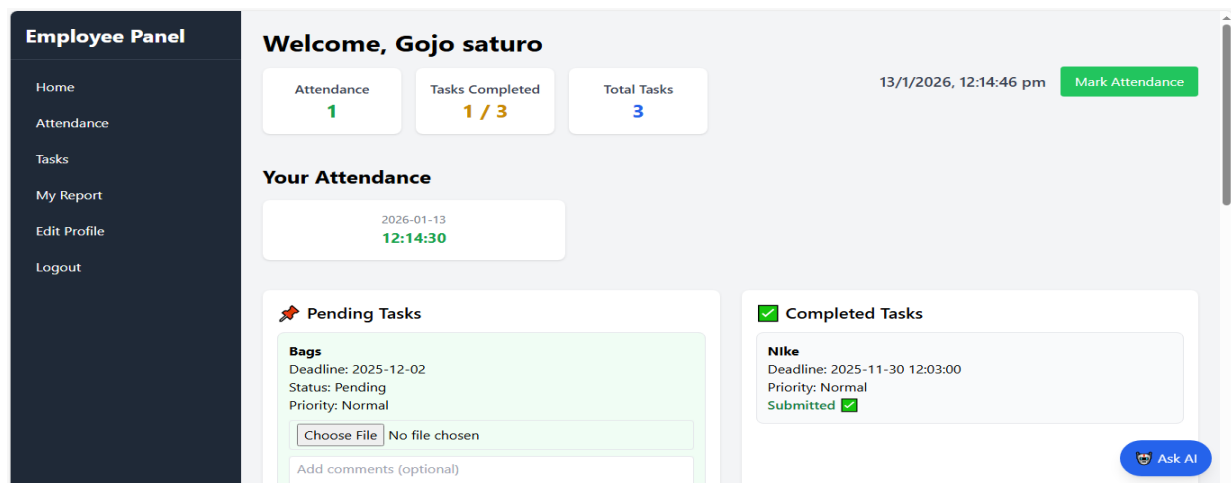 Employee Panel
Home
Attendance
Tasks
My Report
Edit Profile
Logout
Welcome, Gojo saturo
Attendance
1
Tasks Completed
1 / 3
Total Tasks
3
13/1/2026, 12:14:46 pm
Mark Attendance
Your Attendance
2026-01-13
12:14:30
Pending Tasks
Bags
Deadline: 2025-12-02
Status: Pending
Priority: Normal
Choose File No file chosen
Add comments (optional)
Completed Tasks
NIke
Deadline: 2025-11-30 12:03:00
Priority: Normal
Submitted
Ask AI